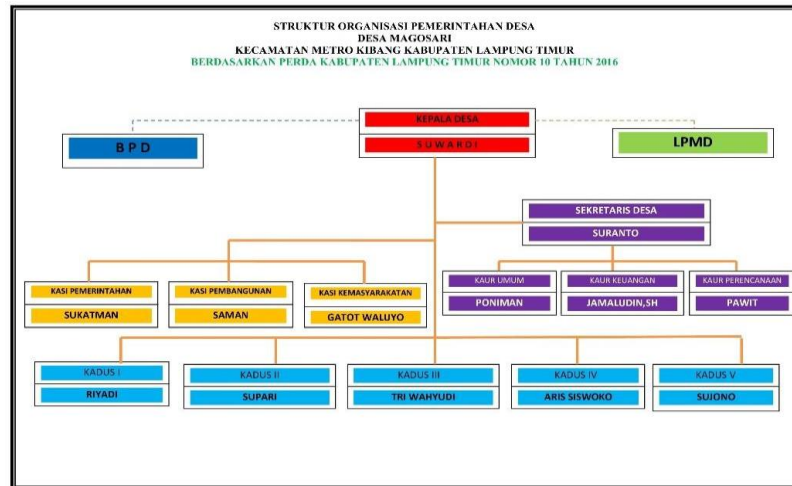 STRUKTUR ORGANISASI PEMERINTAHAN DESA
DESA MAGOSARI
KECAMATAN METRO KIBANG KABUPATEN LAMPUNG TIMUR
BERDASARKAN PERDA KABUPATEN LAMPUNG TIMUR NOMOR 10 TAHUN 2016
KEPALA DESA
S U W A R D I
B P D
LPMD
SEKRETARIS DESA
SURANTO
KASI PEMERINTAHAN
SUKATMAN
KASI PEMBANGUNAN
SAMAN
KASI KEMASYARAKATAN
GATOT WALUYO
KAUR UMUM
PONIMAN
KAUR KEUANGAN
JAMALUDIN,SH
KAUR PERENCANAAN
PAWIT
KADUS I
RIYADI
KADUS II
SUPARI
KADUS III
TRI WAHYUDI
KADUS IV
ARIS SISWOKO
KADUS V
SUJONO